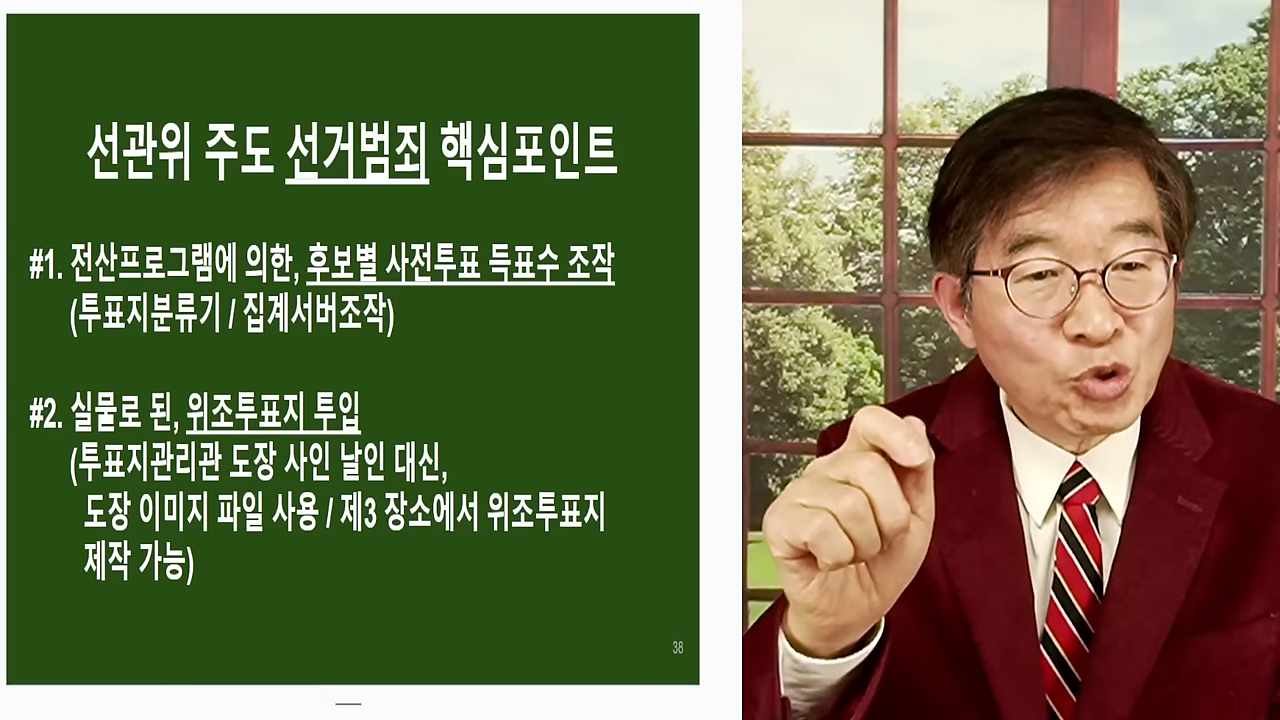 선관위 주도 선거범죄 핵심포인트
#1. 전산프로그램에 의한, 후보별 사전투표 득표수 조작
(투표지분류기 / 집계서버조작)
#2. 실물로 된, 위조투표지 투입
(투표지관리관 도장 사인 날인 대신,
도장 이미지 파일 사용 / 제3 장소에서 위조투표지
제작 가능)
38